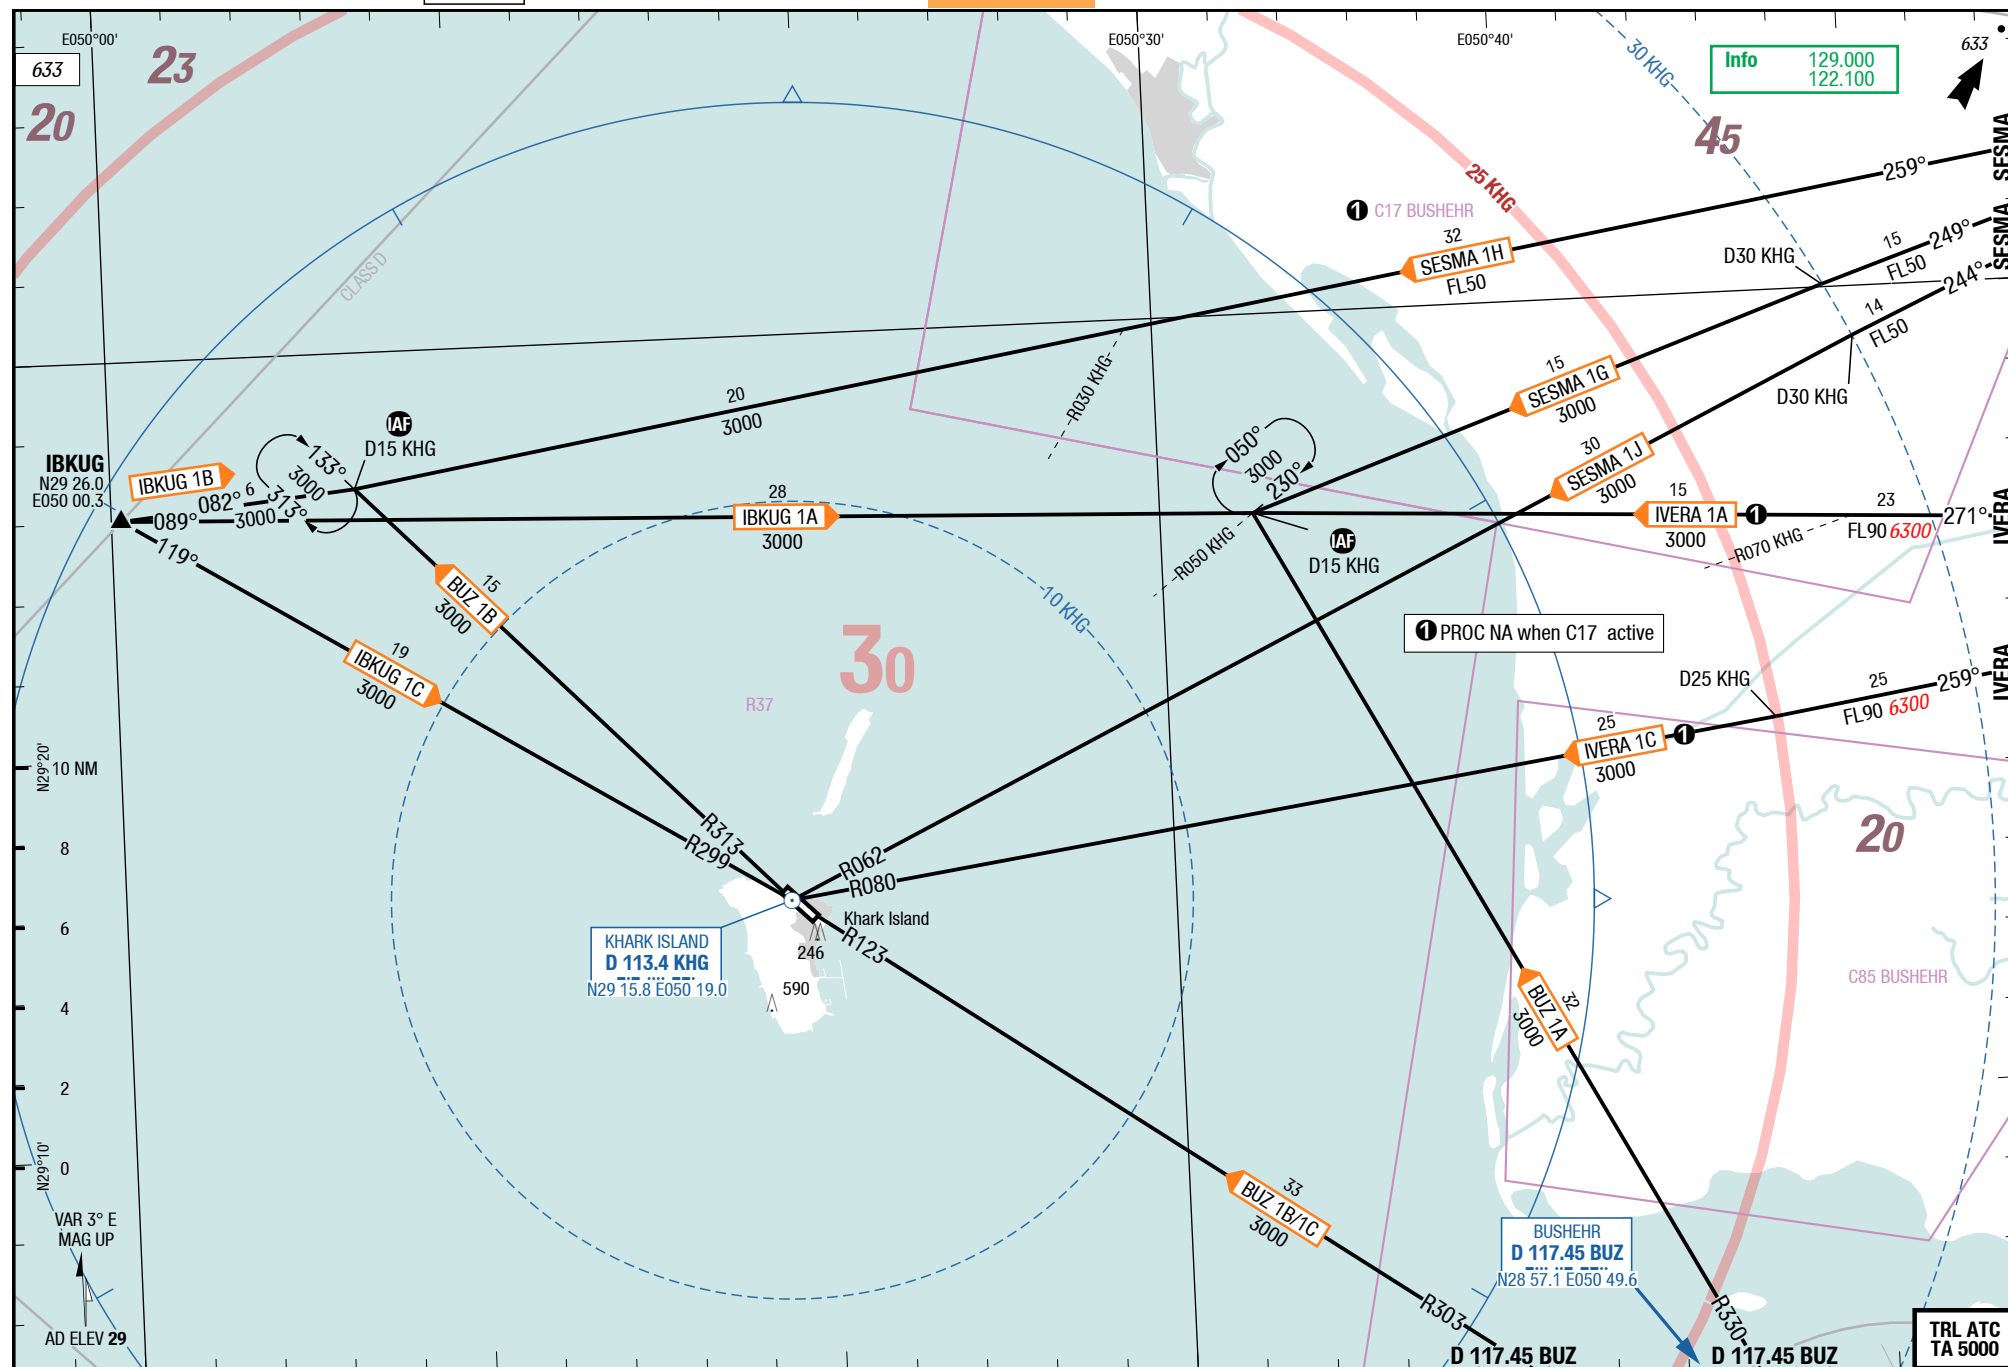 E050°00'
E050°30'
E050°40'
633
23
20
Info 129.000
122.100
633
30 KHG
45
SESMA
259°
25 KHG
1 C17 BUSHEHR
CLASS D
32
SESMA 1H
FL50
D30 KHG
15
FL50
249°
SESMA
244°
14
FL50
R030 KHG
20
3000
15
SESMA 1G
3000
D30 KHG
IAF
D15 KHG
IBKUG
N29 26.0
E050 00.3
IBKUG 1B
133°
3000
313°
082°
6
089°
3000
119°
050°
3000
230°
30
SESMA 1J
3000
28
IBKUG 1A
3000
15
IVERA 1A 1
3000
23
FL90 6300
271°
IVERA
R070 KHG
R050 KHG
IAF
D15 KHG
15
BUZ 1B
3000
10 KHG
1 PROC NA when C17 active
19
IBKUG 1C
3000
30
R37
D25 KHG
25
FL90 6300
259°
IVERA
25
IVERA 1C 1
3000
N29°20'
10 NM
8
6
4
2
0
N29°10'
R313
R299
R062
R080
20
Khark Island
R123
246
590
KHARK ISLAND
D 113.4 KHG
N29 15.8 E050 19.0
C85 BUSHEHR
32
BUZ 1A
3000
33
BUZ 1B/1C
3000
VAR 3° E
MAG UP
AD ELEV 29
BUSHEHR
D 117.45 BUZ
N28 57.1 E050 49.6
R303
R330
D 117.45 BUZ
D 117.45 BUZ
TRL ATC
TA 5000